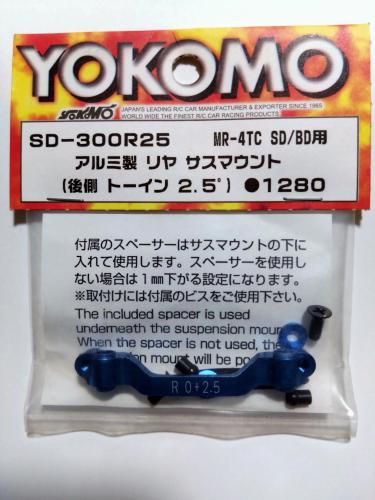 YOKOMO
YOKOMO JAPAN'S LEADING R/C CAR MANUFACTURER & EXPORTER SINCE 1965
WORLD WIDE THE FINEST R/C CAR RACING PRODUCTS
SD-300R25 MR-4TC SD/BD用
アルミ製 リヤ サスマウント
(後側 トーイン 2.5°) ●1280
付属のスペーサーはサスマウントの下に
入れて使用します。スペーサーを使用し
ない場合は1mm下がる設定になります。
※取付けには付属のビスをご使用下さい。
The included spacer is used
underneath the suspension mount
When the spacer is not used, the
mount will be po
R 0+2.5